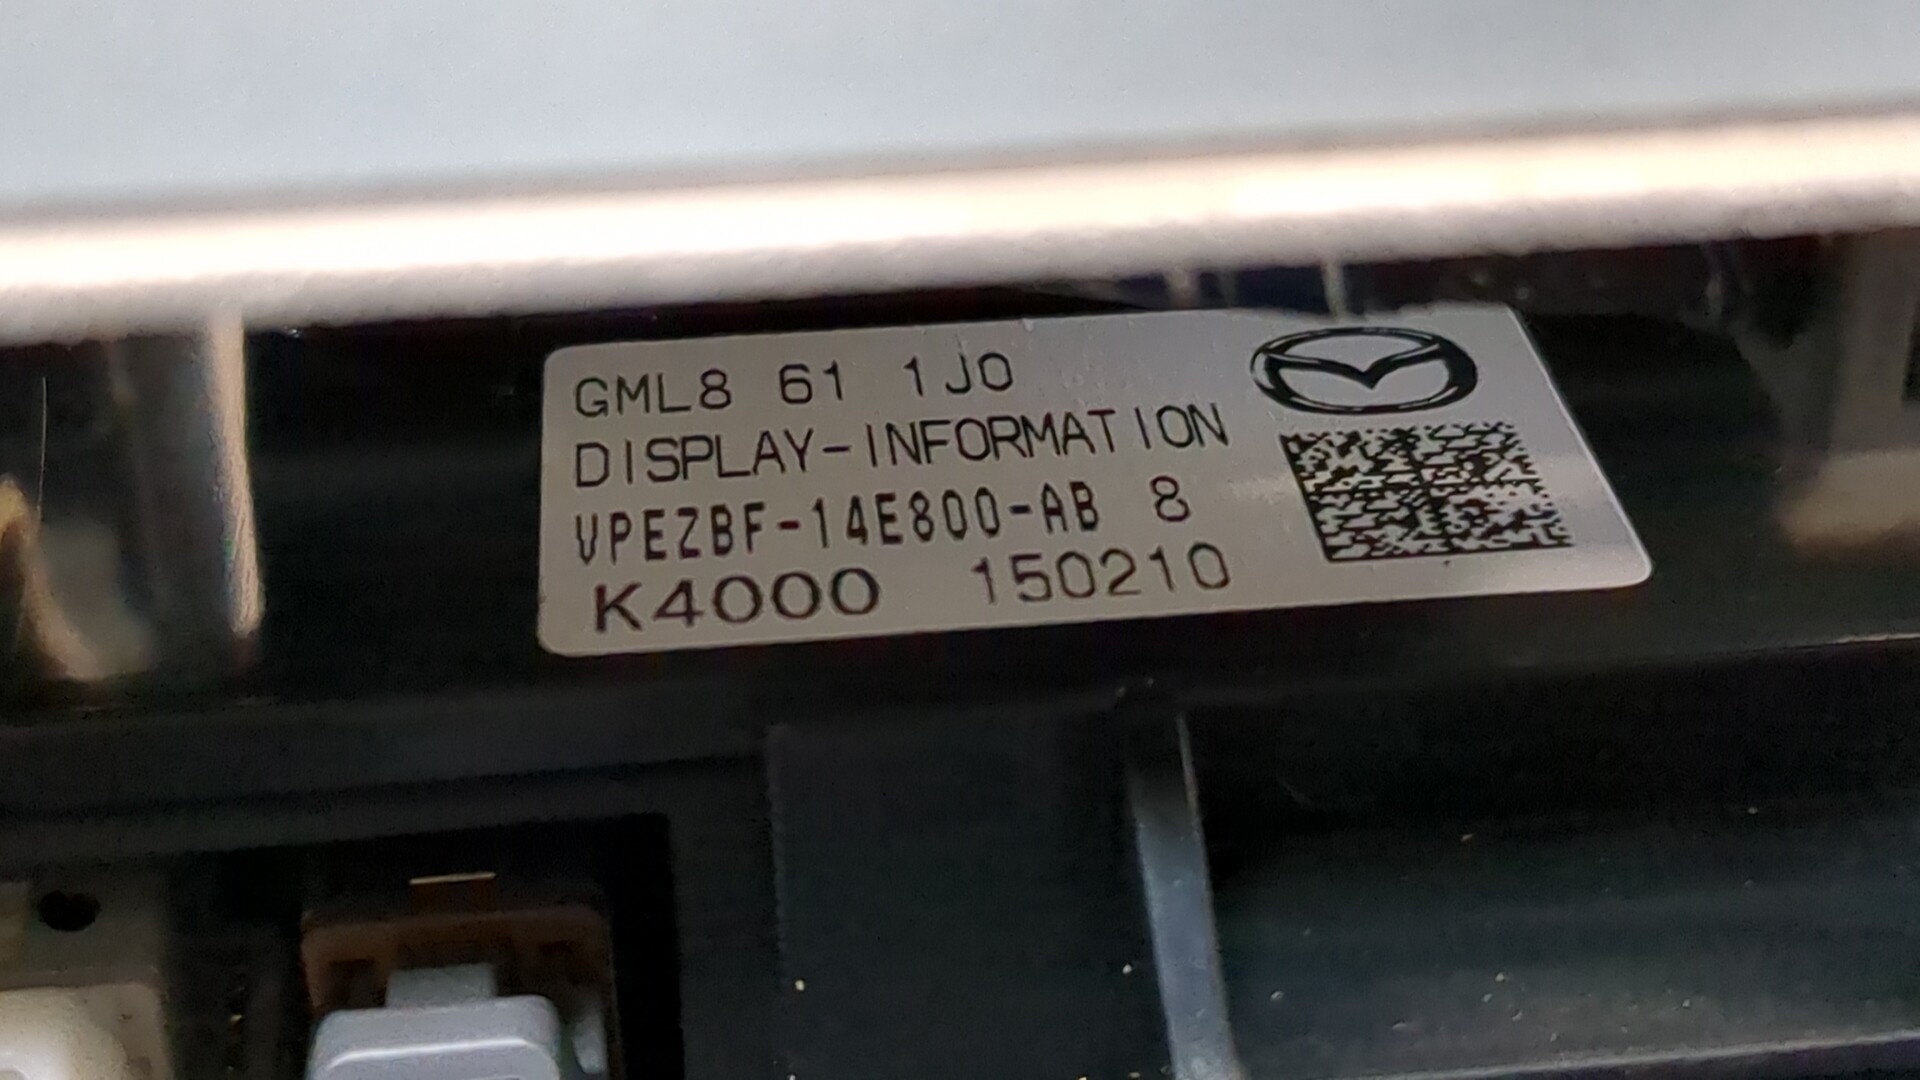 GML8 61 1J0
DISPLAY-INFORMATION
VPEZBF-14E800-AB 8
K4000 150210